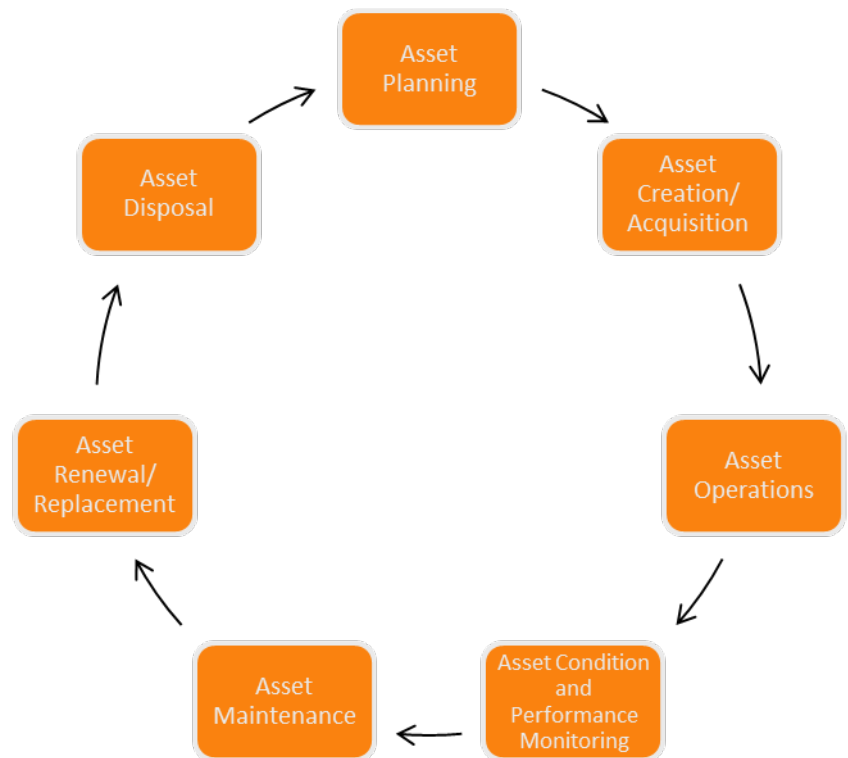 Asset
Planning
Asset
Creation/
Acquisition
Asset
Operations
Asset Condition
and
Performance
Monitoring
Asset
Maintenance
Asset
Renewal/
Replacement
Asset
Disposal